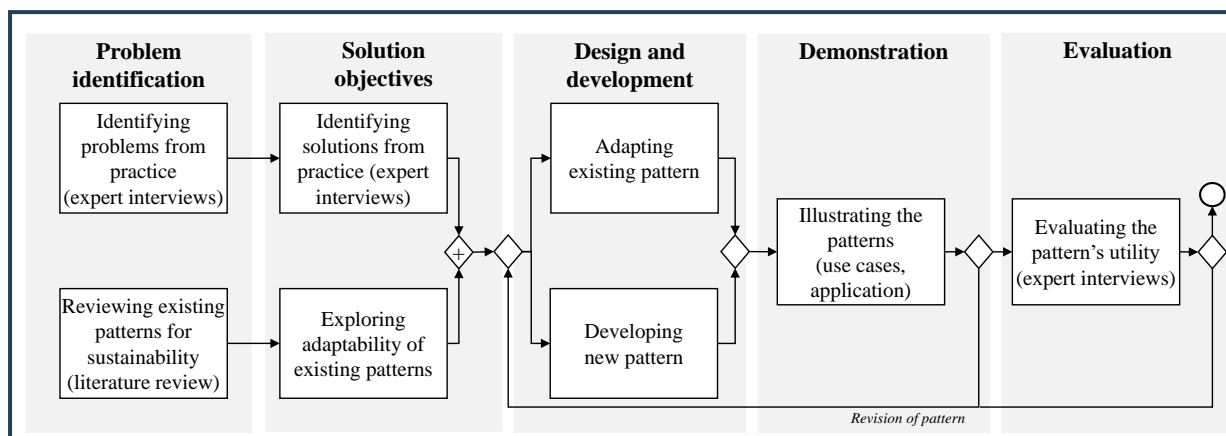 Problem
identification
Solution
objectives
Design and
development
Demonstration
Evaluation
Identifying
problems from
practice
(expert interviews)
Identifying
solutions from
practice (expert
interviews)
Adapting
existing pattern
Illustrating the
patterns
(use cases,
application)
Evaluating the
pattern's utility
(expert interviews)
+
Reviewing existing
patterns for
sustainability
(literature review)
Exploring
adaptability of
existing patterns
Developing
new pattern
Revision of pattern